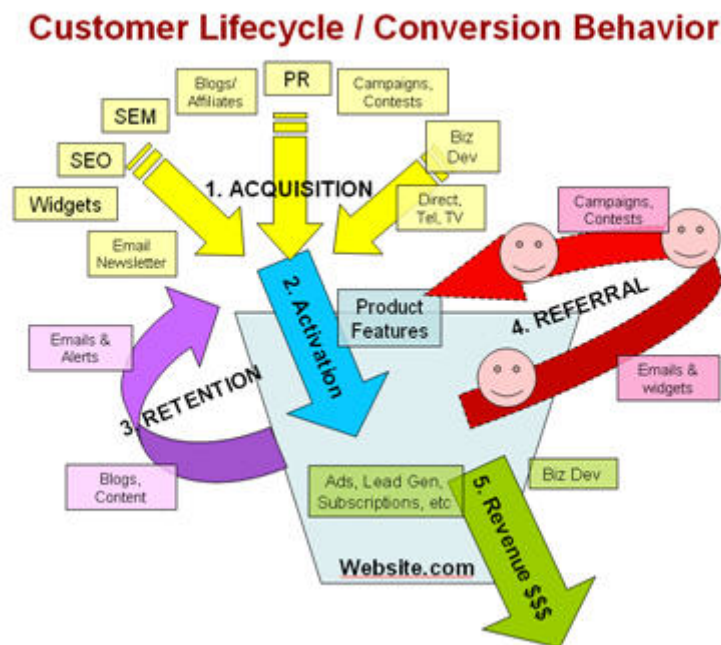 Customer Lifecycle / Conversion Behavior
Blogs/
Affiliates
PR
Campaigns,
Contests
SEM
Biz
Dev
SEO
1. ACQUISITION
Widgets
Direct,
Tel, TV
Campaigns,
Contests
Email
Newsletter
2. Activation
Product
Features
4. REFERRAL
Emails &
Alerts
3. RETENTION
Emails &
widgets
Blogs,
Content
Ads, Lead Gen,
Subscriptions, etc
Biz Dev
5. Revenue $$$
Website.com